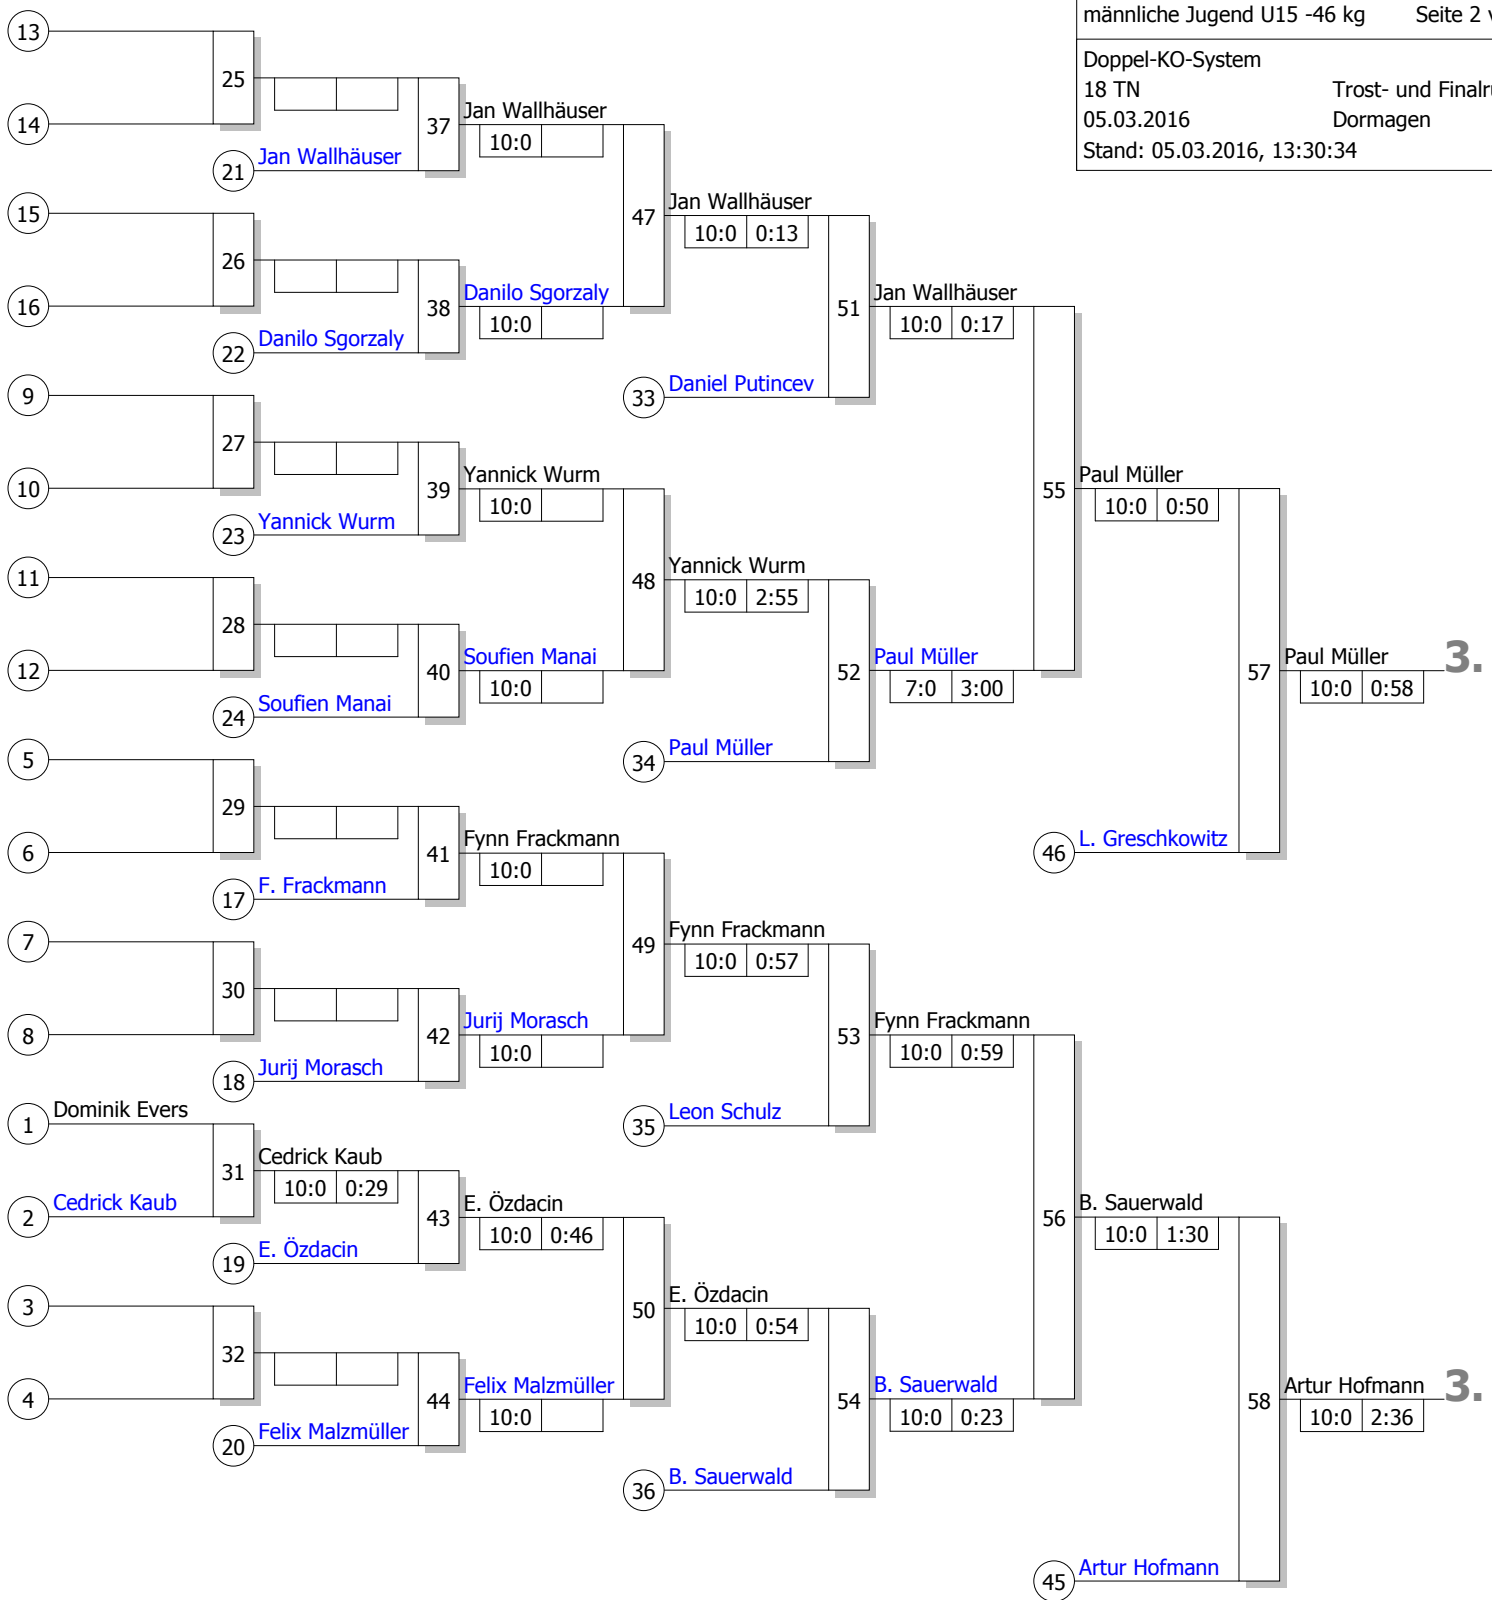 männliche Jugend U15 -46 kg Seite 2 v
Doppel-KO-System
18 TN Trost- und Finalru
05.03.2016 Dormagen
Stand: 05.03.2016, 13:30:34
13
25
14
37
Jan Wallhäuser
10:0
21
Jan Wallhäuser
15
26
16
38
Danilo Sgorzaly
10:0
22
Danilo Sgorzaly
47
Jan Wallhäuser
10:0 0:13
51
Jan Wallhäuser
10:0 0:17
33
Daniel Putincev
9
27
10
39
Yannick Wurm
10:0
23
Yannick Wurm
11
28
12
40
Soufien Manai
10:0
24
Soufien Manai
48
Yannick Wurm
10:0 2:55
52
Paul Müller
7:0 3:00
34
Paul Müller
55
Paul Müller
10:0 0:50
57
Paul Müller
10:0 0:58
3.
46
L. Greschkowitz
5
29
6
41
Fynn Frackmann
10:0
17
F. Frackmann
7
30
8
42
Jurij Morasch
10:0
18
Jurij Morasch
49
Fynn Frackmann
10:0 0:57
53
Fynn Frackmann
10:0 0:59
35
Leon Schulz
1
Dominik Evers
31
Cedrick Kaub
10:0 0:29
2
Cedrick Kaub
43
E. Özdacin
10:0 0:46
19
E. Özdacin
3
32
4
44
Felix Malzmüller
10:0
20
Felix Malzmüller
50
E. Özdacin
10:0 0:54
54
B. Sauerwald
10:0 0:23
36
B. Sauerwald
56
B. Sauerwald
10:0 1:30
58
Artur Hofmann
10:0 2:36
3.
45
Artur Hofmann